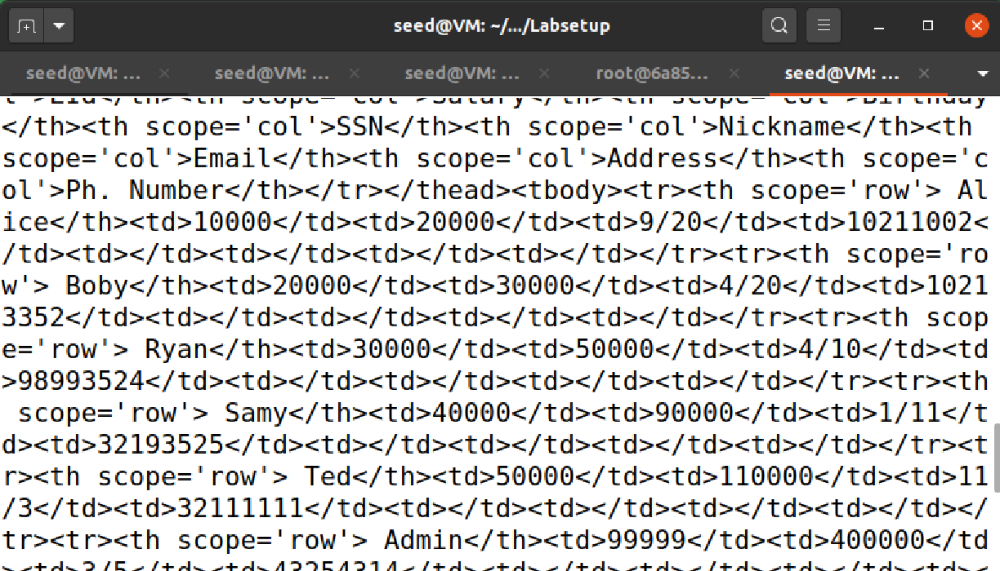 seed@VM: ~/.../Labsetup
seed@VM: ...
seed@VM: ...
seed@VM: ...
root@6a85...
seed@VM: ...
t'>EId</th><th scope='col'>Salary</th><th scope='col'>Birthday
</th><th scope='col'>SSN</th><th scope='col'>Nickname</th><th
scope='col'>Email</th><th scope='col'>Address</th><th scope='c
ol'>Ph. Number</th></tr></thead><tbody><tr><th scope='row'> Al
ice</th><td>10000</td><td>20000</td><td>9/20</td><td>10211002<
/td><td></td><td></td><td></td><td></td></tr><tr><th scope='ro
w'> Boby</th><td>20000</td><td>30000</td><td>4/20</td><td>1021
3352</td><td></td><td></td><td></td><td></td></tr><tr><th scop
e='row'> Ryan</th><td>30000</td><td>50000</td><td>4/10</td><td
>98993524</td><td></td><td></td><td></td><td></td></tr><tr><th
 scope='row'> Samy</th><td>40000</td><td>90000</td><td>1/11</t
d><td>32193525</td><td></td><td></td><td></td><td></td></tr><t
r><th scope='row'> Ted</th><td>50000</td><td>110000</td><td>11
/3</td><td>32111111</td><td></td><td></td><td></td><td></td></
tr><tr><th scope='row'> Admin</th><td>99999</td><td>400000</td
><td>3/5</td><td>43254314</td><td></td><td></td><td></td><td><